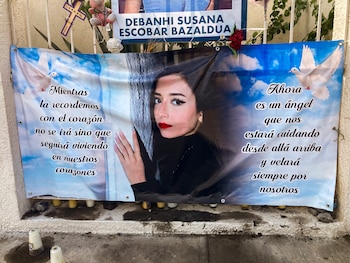 DEBANHI SUSANA
ESCOBAR BAZALDUA
Mientras
la recordemos
con el corazón
no se irá sino que
seguirá viviendo
en nuestros
corazones
Ahora
es un ángel
que nos
estará cuidando
desde allá arriba
y velará
siempre por
nosotros